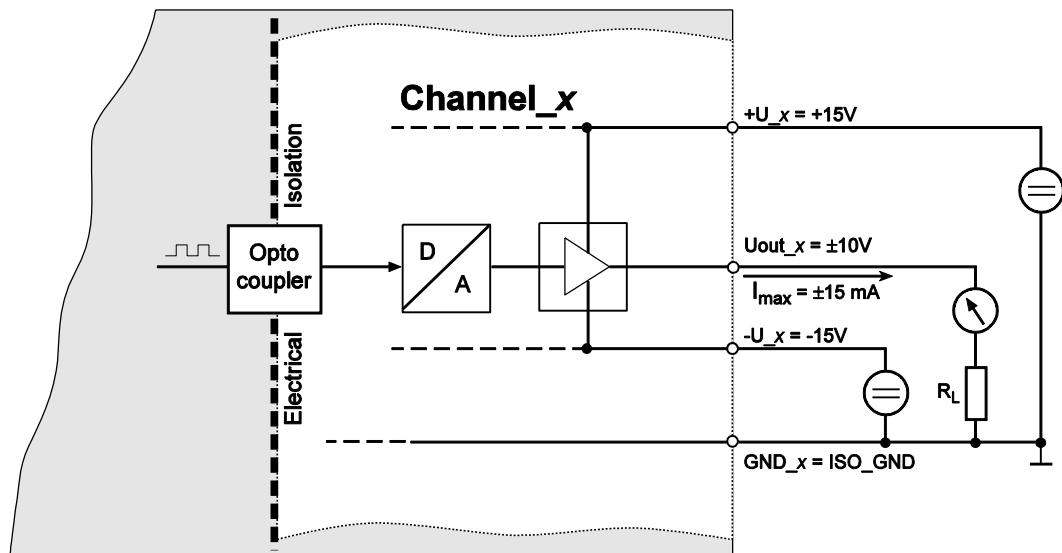 Channel_x
+U_x = +15V
Isolation
Opto
coupler
D
A
Uout_x = ±10V
Imax = ±15 mA
-U_x = -15V
Electrical
RL
GND_x = ISO_GND